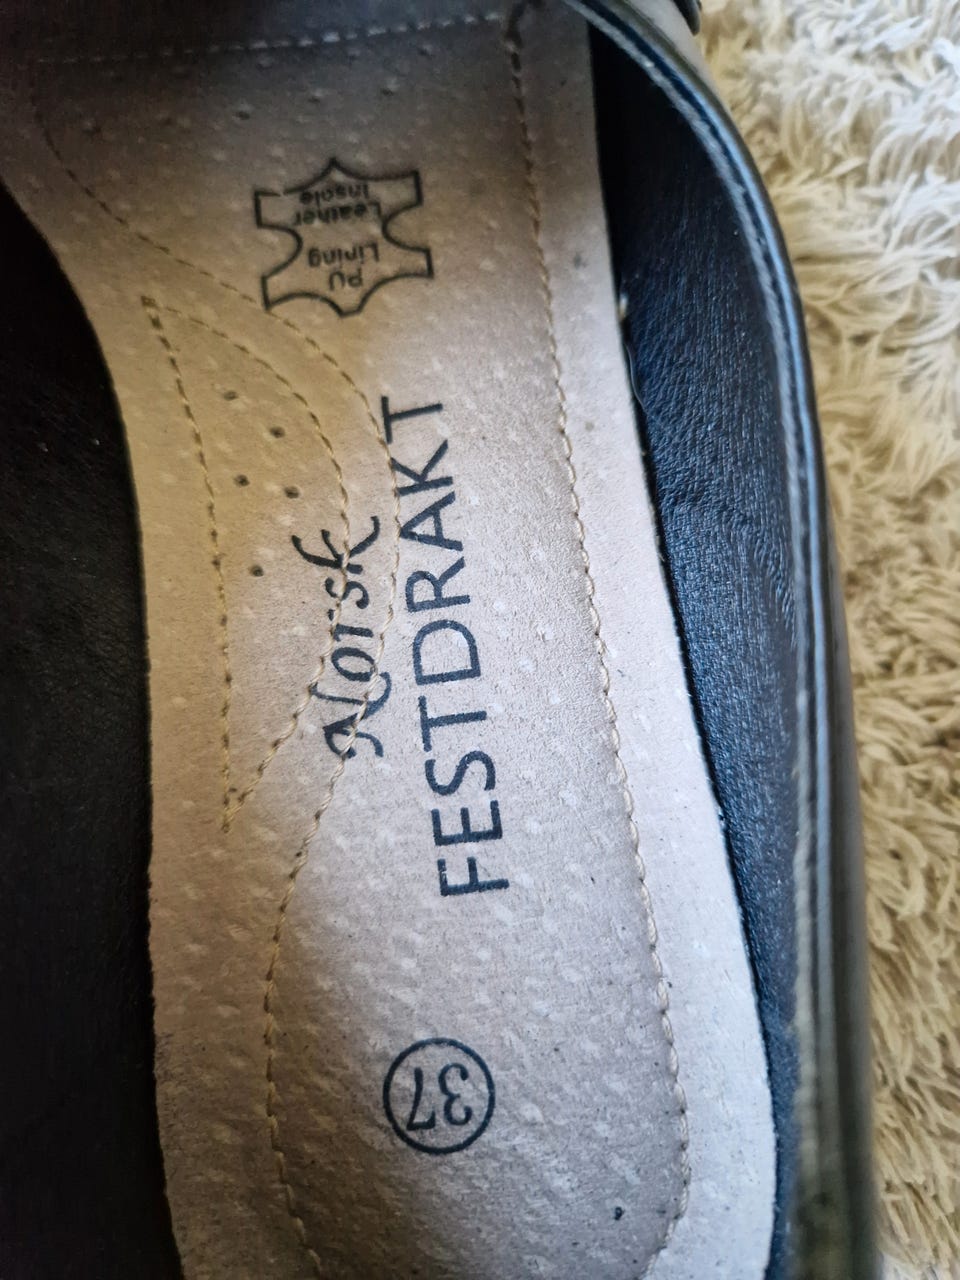 PU
Lining
Leather
Insole
Norsk
FESTDRAKT
37